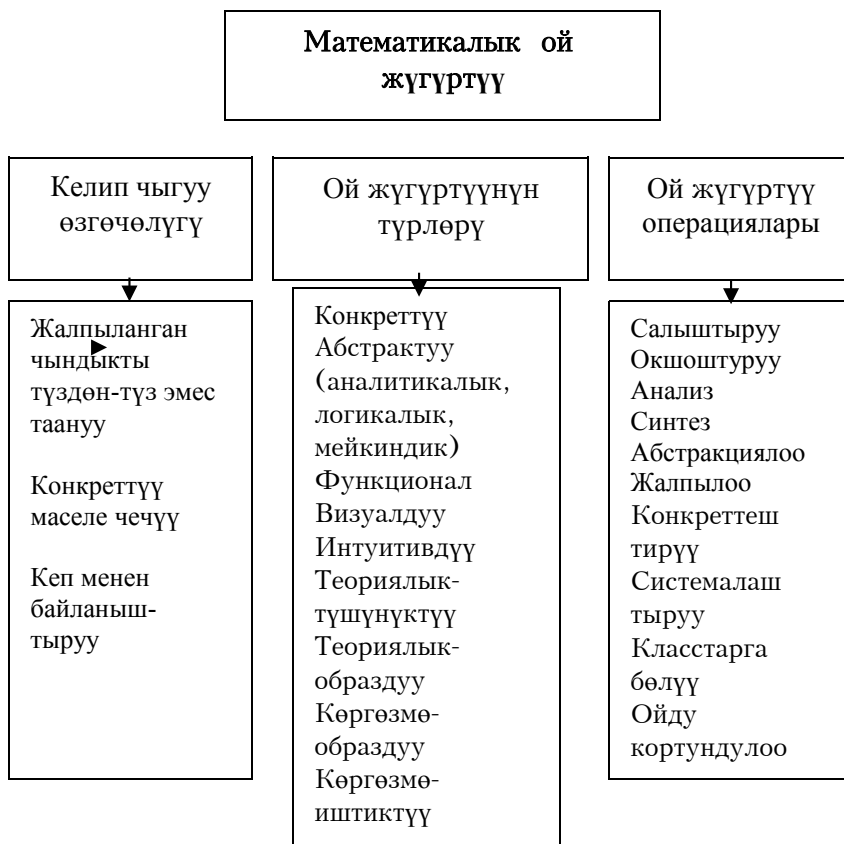 Математикалык ой
жүгүртүү
Келип чыгуу
өзгөчөлүгү
Ой жүгүртүүнүн
түрлөрү
Ой жүгүртүү
операциялары
Жалпыланган
чындыкты
түздөн-түз эмес
таануу
Конкреттүү
маселе чечүү
Кеп менен
байланыш-
тыруу
Конкреттүү
Абстрактуу
(аналитикалык,
логикалык,
мейкиндик)
Функционал
Визуалдуу
Интуитивдүү
Теориялык-
түшүнүктүү
Теориялык-
образдуу
Көргөзмө-
образдуу
Көргөзмө-
иштиктүү
Салыштыруу
Окшоштуруу
Анализ
Синтез
Абстракциялоо
Жалпылоо
Конкреттеш
тирүү
Системалаш
тыруу
Класстарга
бөлүү
Ойду
кортундулоо